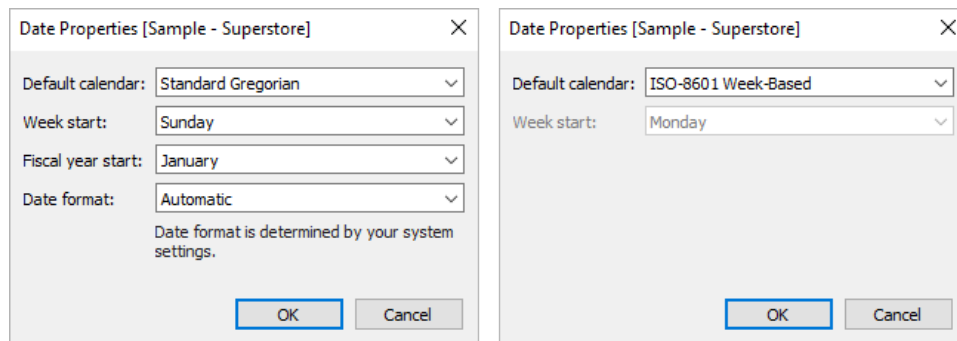 Date Properties [Sample - Superstore]
Default calendar: Standard Gregorian
Week start: Sunday
Fiscal year start: January
Date format: Automatic
Date format is determined by your system
settings.
OK Cancel
Date Properties [Sample - Superstore]
Default calendar: ISO-8601 Week-Based
Week start: Monday
OK Cancel